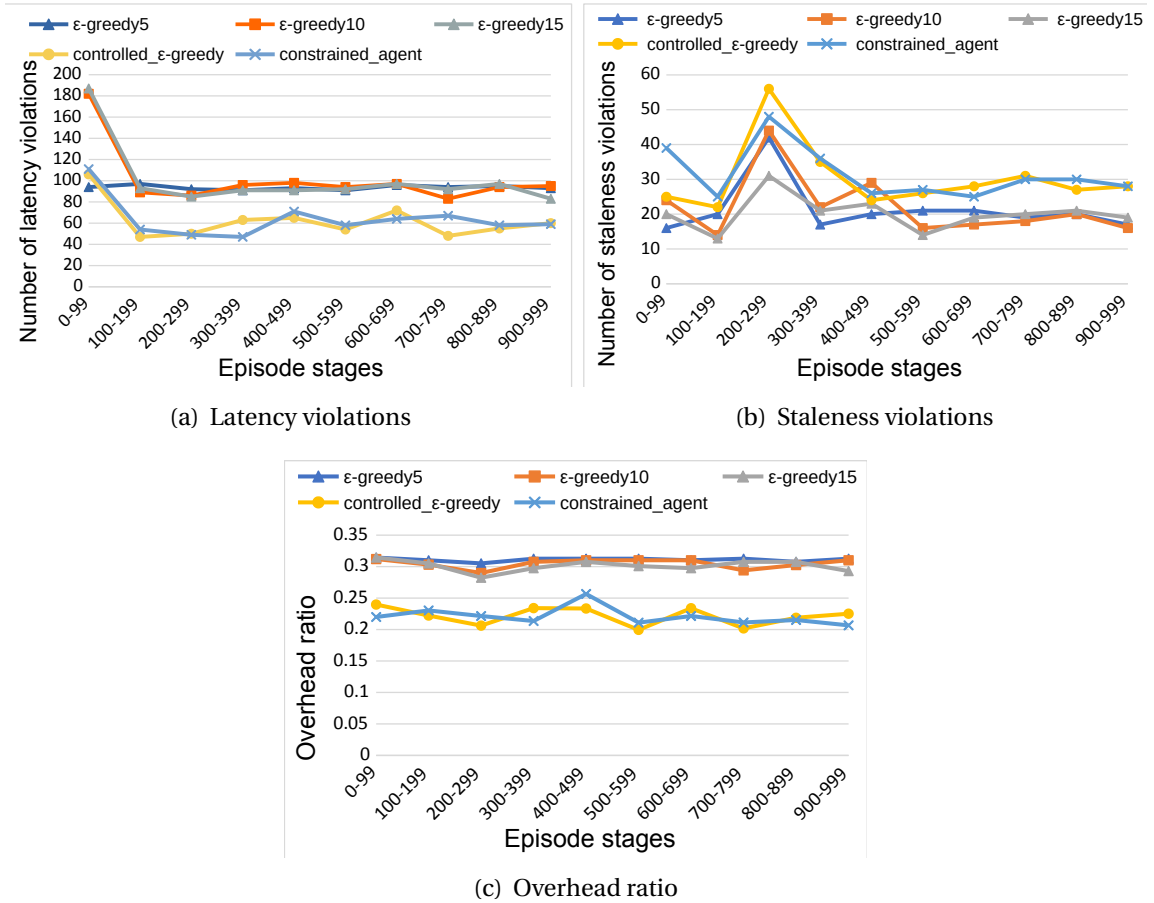 ε-greedy5 ε-greedy10 ε-greedy15
controlled_ε-greedy constrained_agent
Number of latency violations
200
180
160
140
120
100
80
60
40
20
0
0-99 100-199 200-299 300-399 400-499 500-599 600-699 700-799 800-899 900-999
Episode stages
(a) Latency violations
ε-greedy5 ε-greedy10 ε-greedy15
controlled_ε-greedy constrained_agent
Number of staleness violations
60
50
40
30
20
10
0
0-99 100-199 200-299 300-399 400-499 500-599 600-699 700-799 800-899 900-999
Episode stages
(b) Staleness violations
ε-greedy5 ε-greedy10 ε-greedy15
controlled_ε-greedy constrained_agent
Overhead ratio
0.35
0.3
0.25
0.2
0.15
0.1
0.05
0
0-99 100-199 200-299 300-399 400-499 500-599 600-699 700-799 800-899 900-999
Episode stages
(c) Overhead ratio